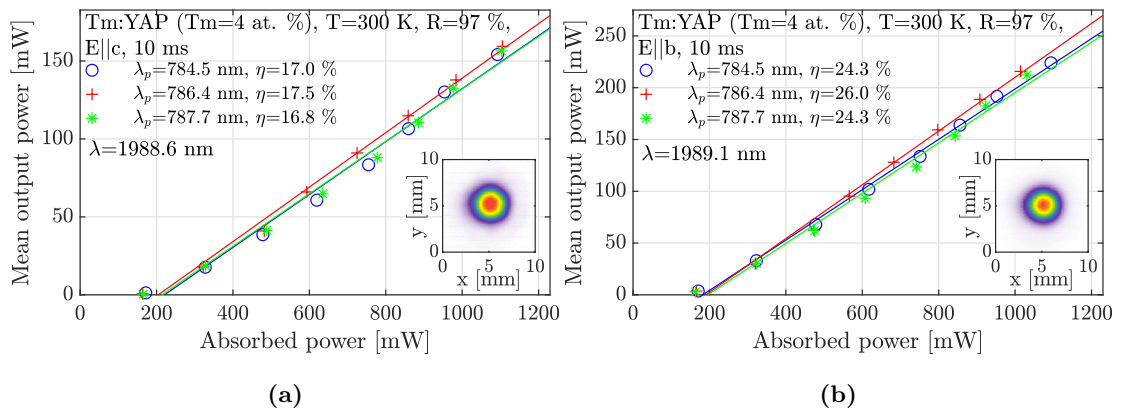 Tm:YAP (Tm=4 at. %), T=300 K, R=97 %,
E||c, 10 ms
λp=784.5 nm, η=17.0 %
λp=786.4 nm, η=17.5 %
λp=787.7 nm, η=16.8 %
λ=1988.6 nm
Mean output power [mW]
150
100
50
0
0 200 400 600 800 1000 1200
Absorbed power [mW]
y [mm]
10
5
0
0 5 10
x [mm]
(a)
Tm:YAP (Tm=4 at. %), T=300 K, R=97 %,
E||b, 10 ms
λp=784.5 nm, η=24.3 %
λp=786.4 nm, η=26.0 %
λp=787.7 nm, η=24.3 %
λ=1989.1 nm
Mean output power [mW]
250
200
150
100
50
0
0 200 400 600 800 1000 1200
Absorbed power [mW]
y [mm]
10
5
0
0 5 10
x [mm]
(b)